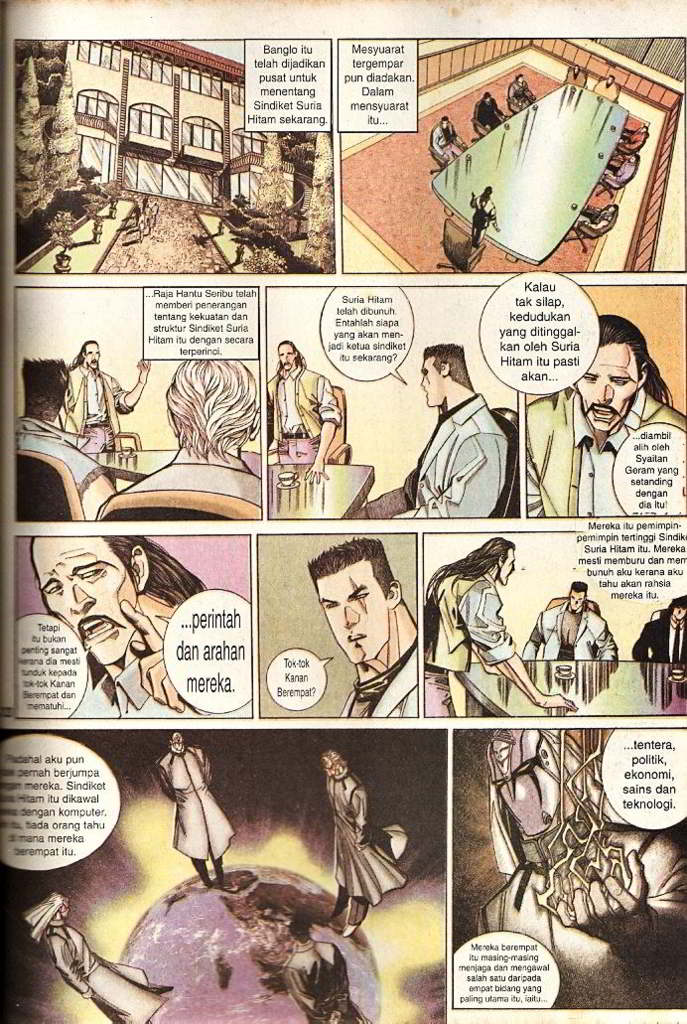 Banglo itu
telah dijadikan
pusat untuk
menentang
Sindiket Suria
Hitam sekarang.
Mesyuarat
tergempar
pun diadakan.
Dalam
mensyuarat
itu...
...Raja Hantu Seribu telah
memberi penerangan
tentang kekuatan dan
struktur Sindiket Suria
Hitam itu dengan secara
terperinci.
Suria Hitam
telah dibunuh.
Entahlah siapa
yang akan men-
jadi ketua sindiket
itu sekarang?
Kalau
tak silap,
kedudukan
yang ditinggal-
kan oleh Suria
Hitam itu pasti
akan...
...diambil
alih oleh
Syaitan
Geram yang
setanding
dengan
dia itu!
Tetapi
itu bukan
penting sangat
kerana dia mesti
tunduk kepada
tok-tok Kanan
Berempat dan
mematuhi...
...perintah
dan arahan
mereka.
Tok-tok
Kanan
Berempat?
Mereka itu pemimpin-
pemimpin tertinggi Sindiket
Suria Hitam itu. Mereka
mesti memburu dan mem
bunuh aku kerana aku
tahu akan rahsia
mereka itu.
Padahal aku pun
pernah berjumpa
mereka. Sindiket
Hitam itu dikawal
dengan komputer.
tiada orang tahu
mana mereka
berempat itu.
...tentera,
politik,
ekonomi,
sains dan
teknologi.
Mereka berempat
itu masing-masing
menjaga dan mengawal
salah satu daripada
empat bidang yang
paling utama itu, iaitu...